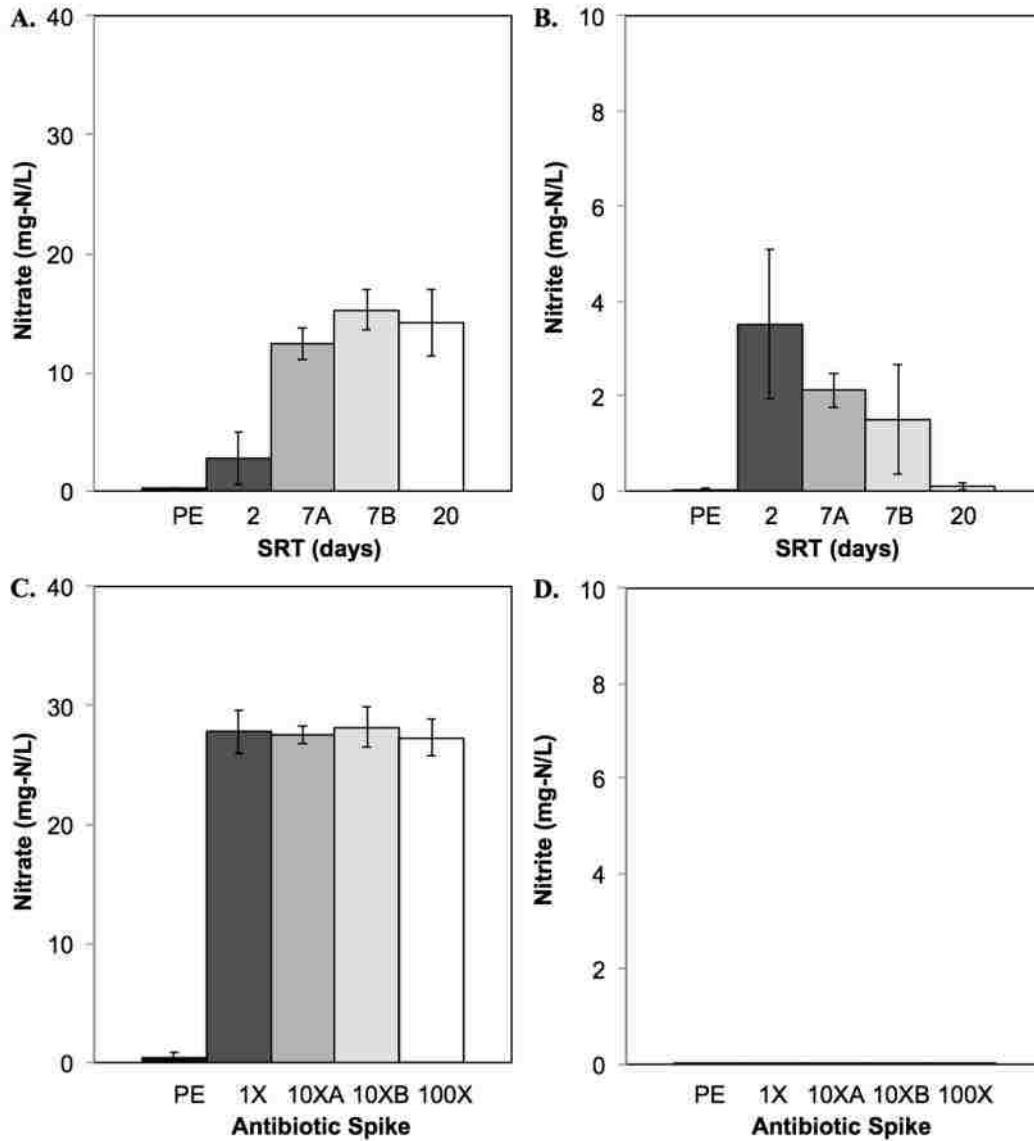 A.
40
30
20
10
0
Nitrate (mg-N/L)
PE 2 7A 7B 20
SRT (days)
B.
10
8
6
4
2
0
Nitrite (mg-N/L)
PE 2 7A 7B 20
SRT (days)
C.
40
30
20
10
0
Nitrate (mg-N/L)
PE 1X 10XA 10XB 100X
Antibiotic Spike
D.
10
8
6
4
2
0
Nitrite (mg-N/L)
PE 1X 10XA 10XB 100X
Antibiotic Spike